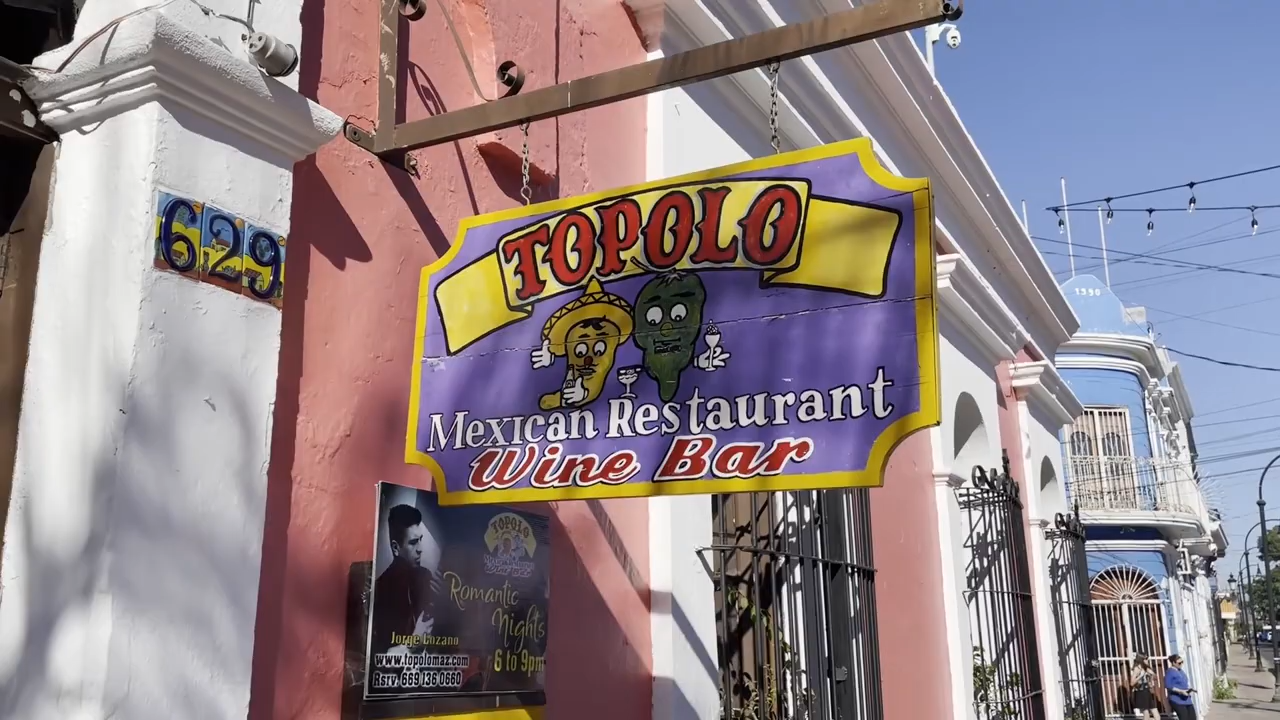 629
TOPOLO
Mexican Restaurant
Wine Bar
TOPOLO
Romantic
Nights
Jorge Lozano
6 to 9pm
www.topolomaz.com
Rsrv. 669 136 0660
1390